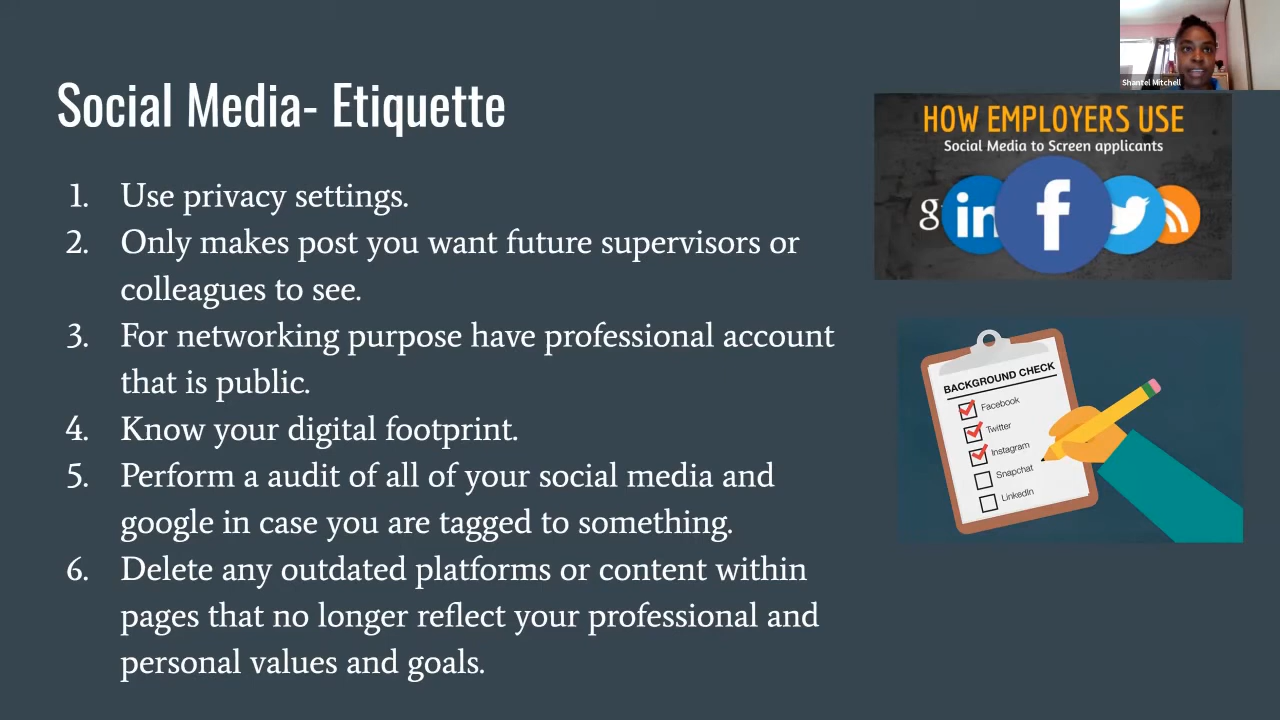 Shantel Mitchell
Social Media- Etiquette
1. Use privacy settings.
2. Only makes post you want future supervisors or
colleagues to see.
3. For networking purpose have professional account
that is public.
4. Know your digital footprint.
5. Perform a audit of all of your social media and
google in case you are tagged to something.
6. Delete any outdated platforms or content within
pages that no longer reflect your professional and
personal values and goals.
HOW EMPLOYERS USE
Social Media to Screen applicants
g in f
BACKGROUND CHECK
Facebook
Twitter
Instagram
Snapchat
LinkedIn